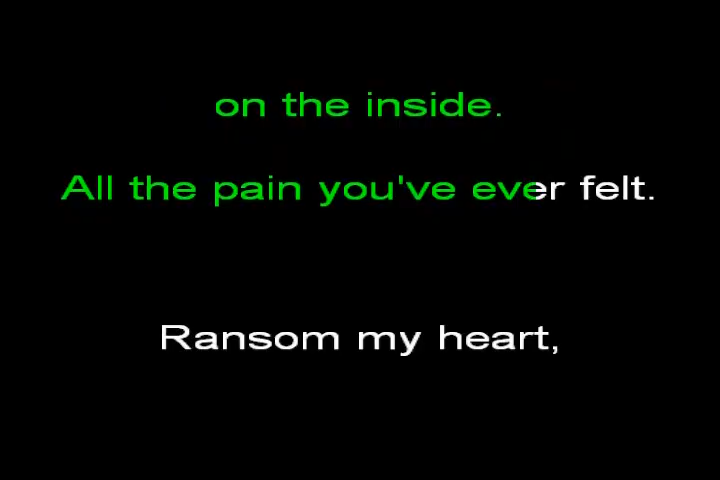 on the inside.
All the pain you've ever felt.
Ransom my heart,